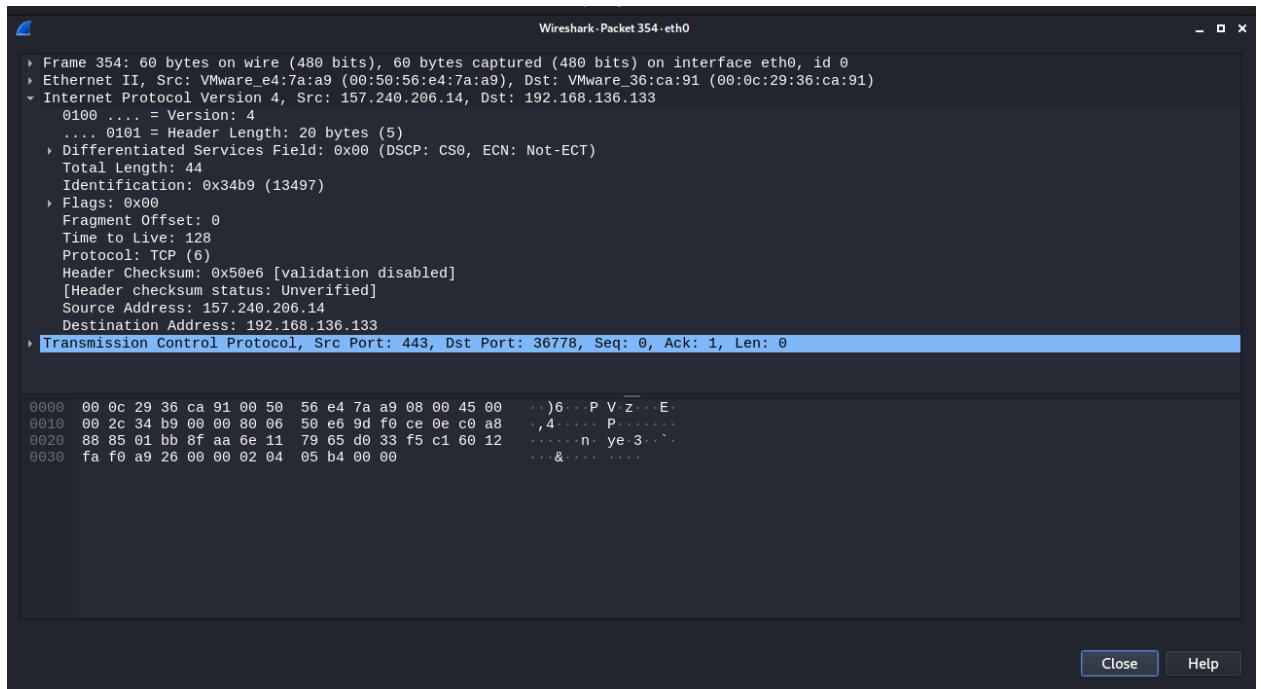 Wireshark · Packet 354 · eth0
Frame 354: 60 bytes on wire (480 bits), 60 bytes captured (480 bits) on interface eth0, id 0
Ethernet II, Src: VMware_e4:7a:a9 (00:50:56:e4:7a:a9), Dst: VMware_36:ca:91 (00:0c:29:36:ca:91)
Internet Protocol Version 4, Src: 157.240.206.14, Dst: 192.168.136.133
0100 .... = Version: 4
.... 0101 = Header Length: 20 bytes (5)
Differentiated Services Field: 0x00 (DSCP: CS0, ECN: Not-ECT)
Total Length: 44
Identification: 0x34b9 (13497)
Flags: 0x00
Fragment Offset: 0
Time to Live: 128
Protocol: TCP (6)
Header Checksum: 0x50e6 [validation disabled]
[Header checksum status: Unverified]
Source Address: 157.240.206.14
Destination Address: 192.168.136.133
Transmission Control Protocol, Src Port: 443, Dst Port: 36778, Seq: 0, Ack: 1, Len: 0
0000 00 0c 29 36 ca 91 00 50 56 e4 7a a9 08 00 45 00 ··)6···P V·z···E·
0010 00 2c 34 b9 00 00 80 06 50 e6 9d f0 ce 0e c0 a8 ·,4····· P·······
0020 88 85 01 bb 8f aa 6e 11 79 65 d0 33 f5 c1 60 12 ······n· ye·3··`·
0030 fa f0 a9 26 00 00 02 04 05 b4 00 00 ···&···· ····
Close Help